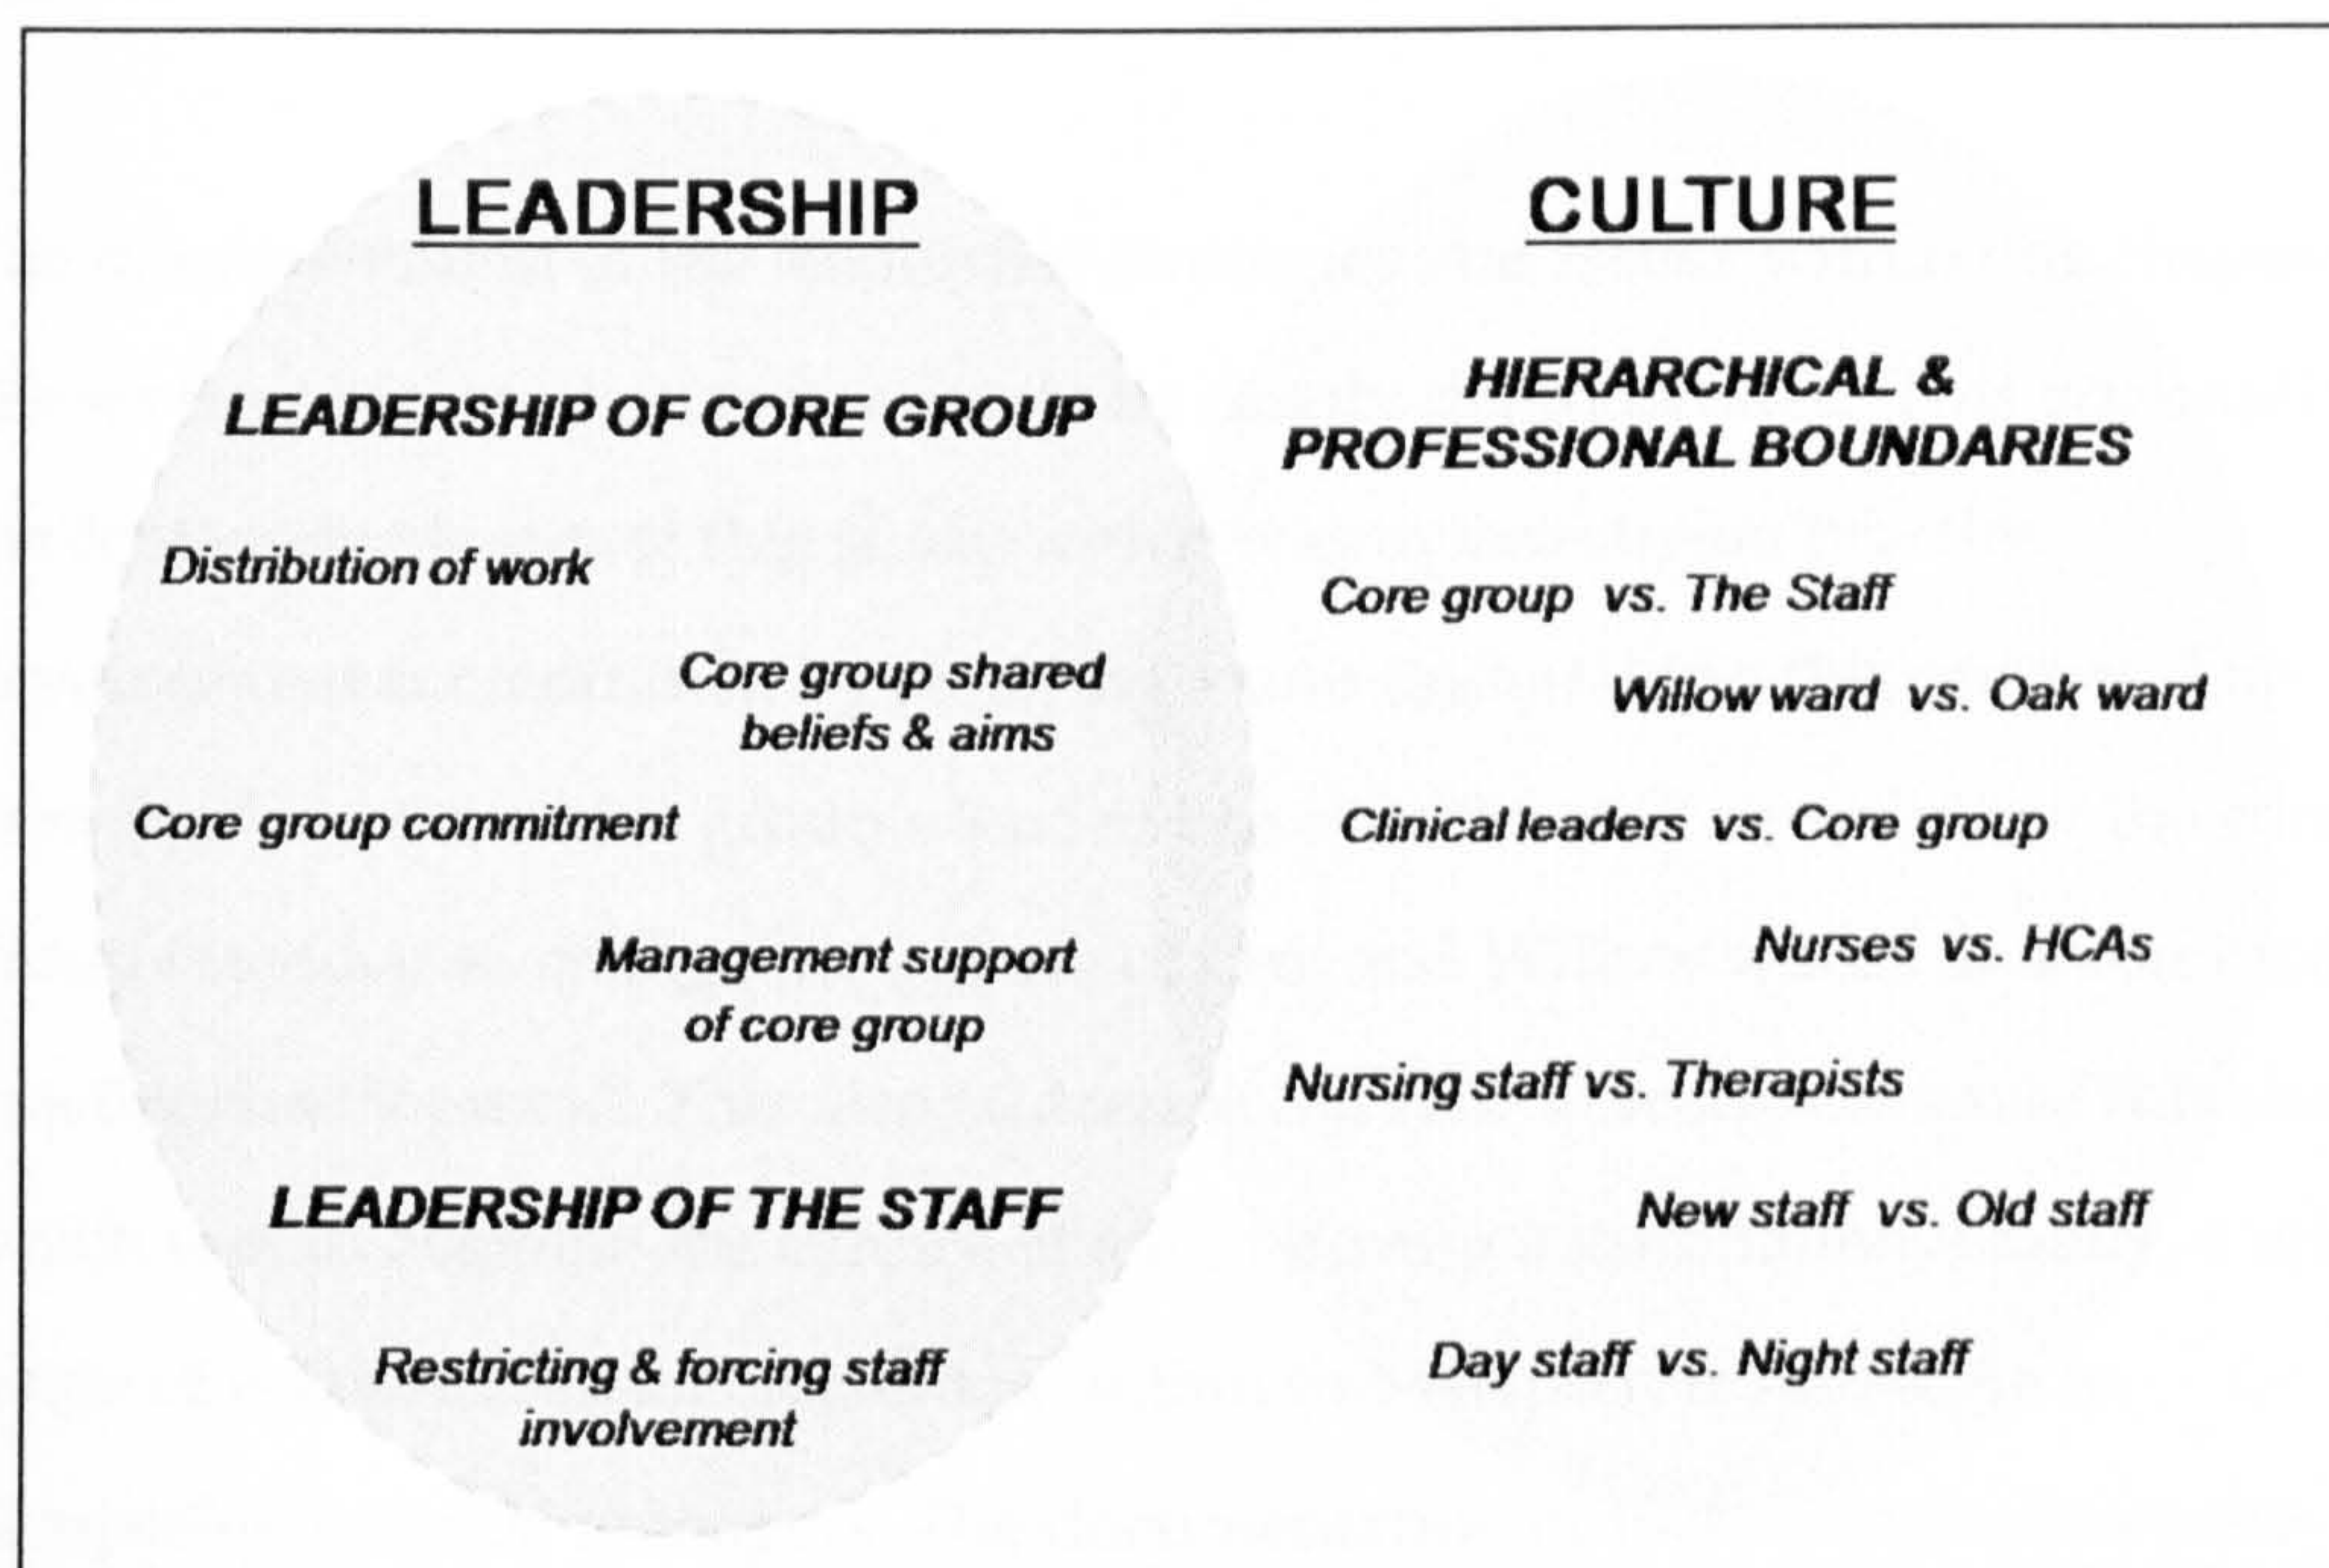 LEADERSHIP
LEADERSHIP OF CORE GROUP
Distribution of work
Core group shared
beliefs & aims
Core group commitment
Management support
of core group
LEADERSHIP OF THE STAFF
Restricting & forcing staff
involvement
CULTURE
HIERARCHICAL &
PROFESSIONAL BOUNDARIES
Core group vs. The Staff
Willow ward vs. Oak ward
Clinical leaders vs. Core group
Nurses vs. HCAs
Nursing staff vs. Therapists
New staff vs. Old staff
Day staff vs. Night staff